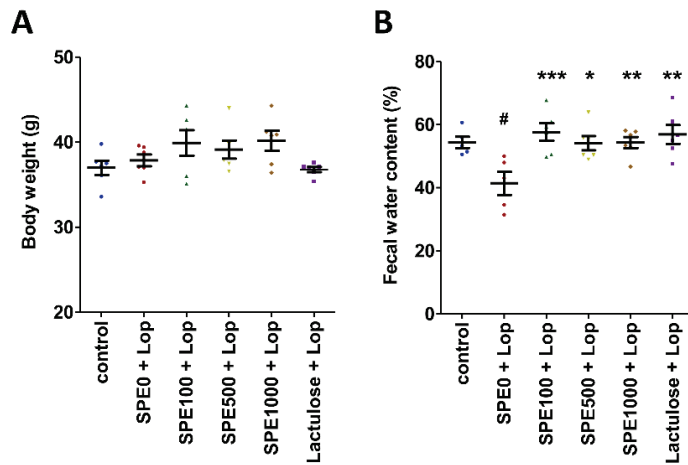 A
Body weight (g)
50
40
30
20
control
SPE0 + Lop
SPE100 + Lop
SPE500 + Lop
SPE1000 + Lop
Lactulose + Lop
B
Fecal water content (%)
80
60
40
20
0
#
***
*
**
**
control
SPE0 + Lop
SPE100 + Lop
SPE500 + Lop
SPE1000 + Lop
Lactulose + Lop